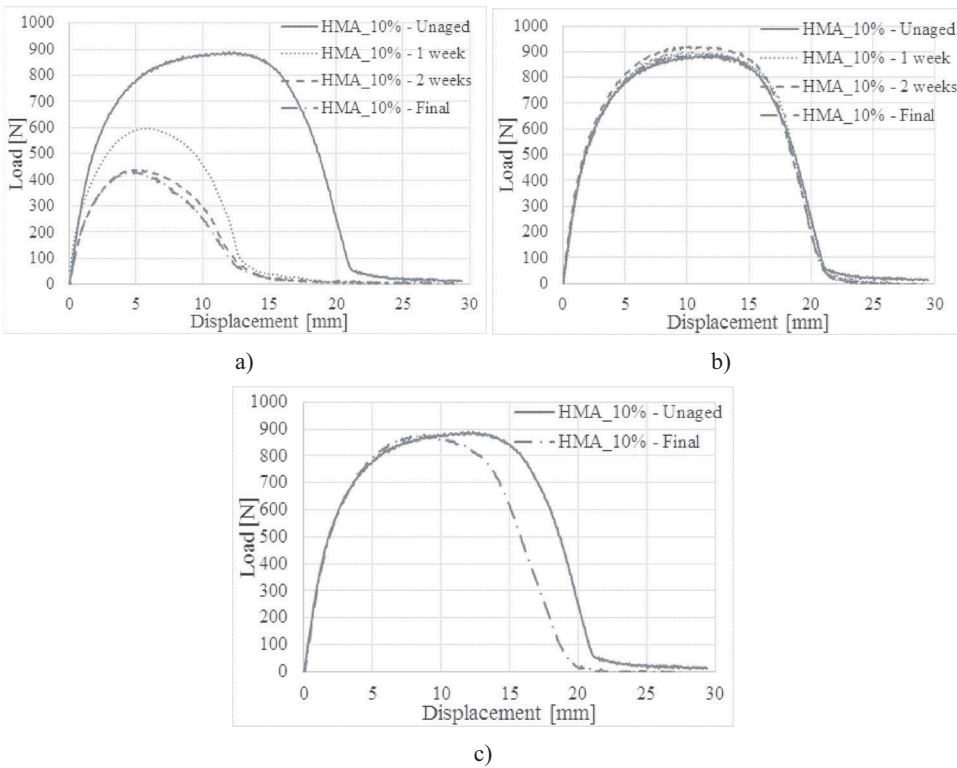 1000
900
800
700
600
500
400
300
200
100
0
Load [N]
HMA_10% - Unaged
HMA_10% - 1 week
HMA_10% - 2 weeks
HMA_10% - Final
0 5 10 15 20 25 30
Displacement [mm]
a)
1000
900
800
700
600
500
400
300
200
100
0
Load [N]
HMA_10% - Unaged
HMA_10% - 1 week
HMA_10% - 2 weeks
HMA_10% - Final
0 5 10 15 20 25 30
Displacement [mm]
b)
1000
900
800
700
600
500
400
300
200
100
0
Load [N]
HMA_10% - Unaged
HMA_10% - Final
0 5 10 15 20 25 30
Displacement [mm]
c)